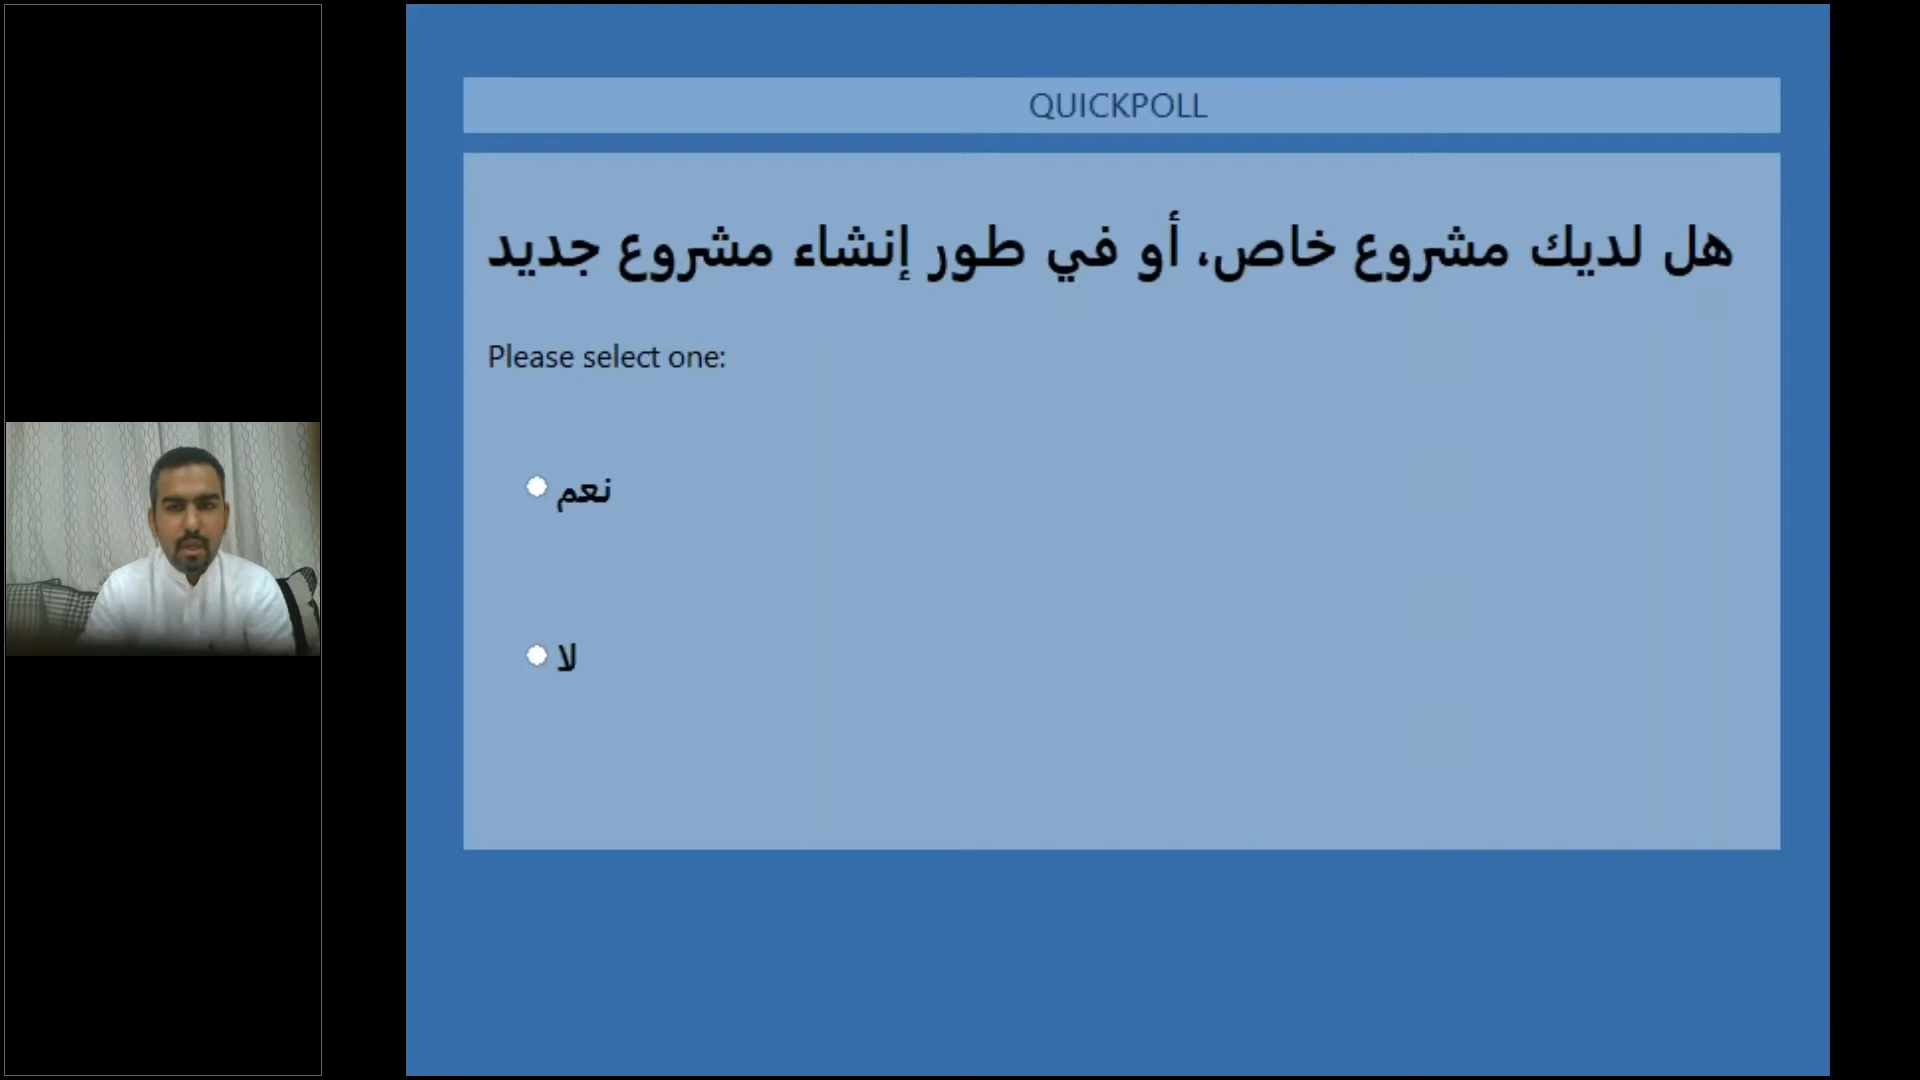 QUICKPOLL
هل لديك مشروع خاص، أو في طور إنشاء مشروع جديد
Please select one:
نعم
لا